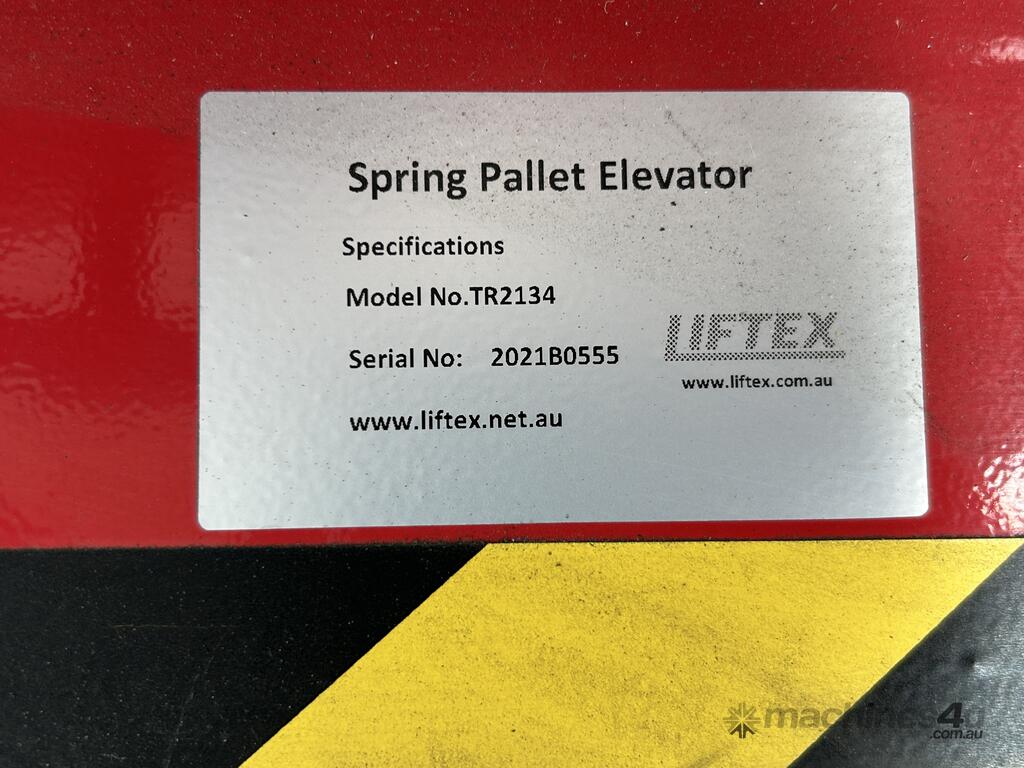 Spring Pallet Elevator
Specifications
Model No.TR2134
Serial No: 2021B0555
www.liftex.net.au
LIFTEX
www.liftex.com.au
machines4u
.com.au